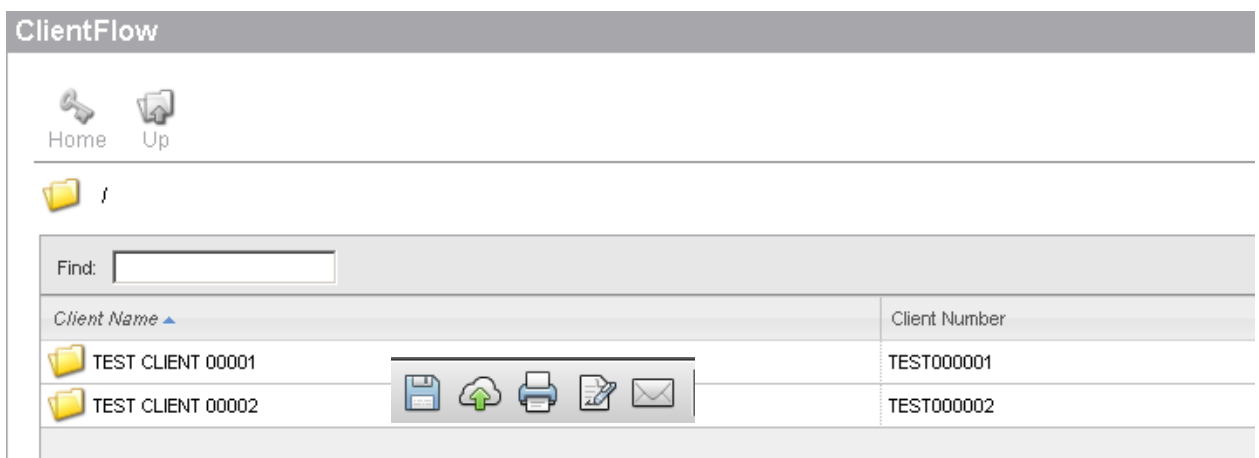 ClientFlow
Home Up
/
Find:
Client Name Client Number
TEST CLIENT 00001 TEST000001
TEST CLIENT 00002 TEST000002